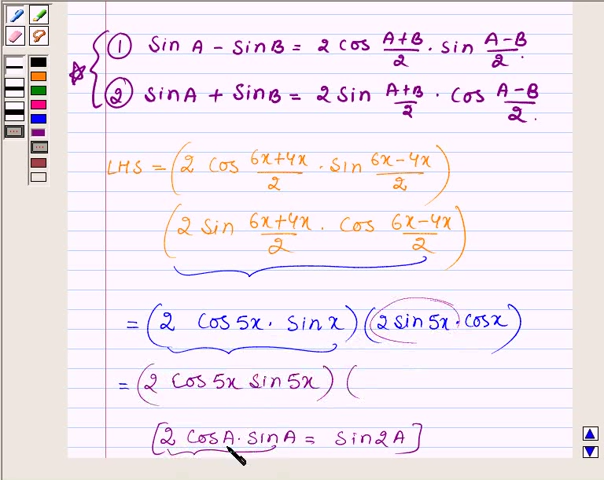 ① Sin A − Sin B = 2 cos (A+B)/2 · sin (A−B)/2.
② Sin A + Sin B = 2 Sin (A+B)/2 · cos (A−B)/2.
LHS = (2 cos (6x+4x)/2 · Sin (6x−4x)/2)
(2 Sin (6x+4x)/2 · cos (6x−4x)/2)
= (2 cos 5x · sin x)(2 sin 5x · cos x)
= (2 cos 5x sin 5x)(
[2 cos A · sin A = sin 2A]